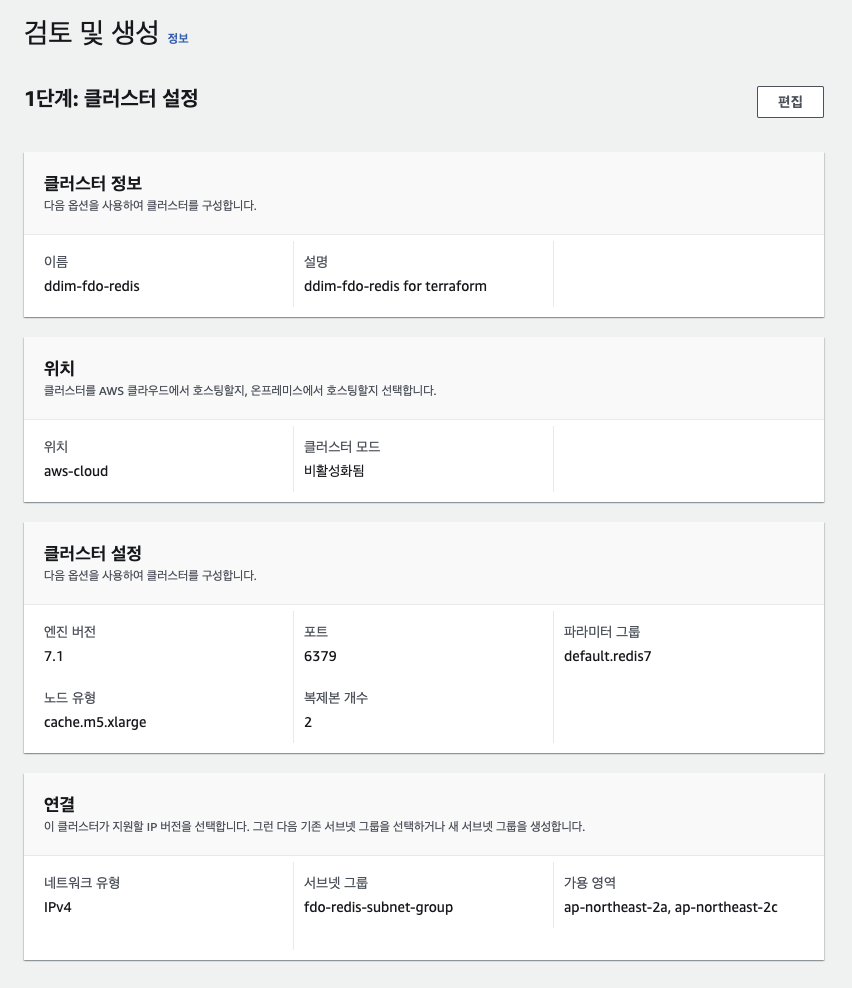 검토 및 생성 정보
1단계: 클러스터 설정
편집
클러스터 정보
다음 옵션을 사용하여 클러스터를 구성합니다.
이름
ddim-fdo-redis
설명
ddim-fdo-redis for terraform
위치
클러스터를 AWS 클라우드에서 호스팅할지, 온프레미스에서 호스팅할지 선택합니다.
위치
aws-cloud
클러스터 모드
비활성화됨
클러스터 설정
다음 옵션을 사용하여 클러스터를 구성합니다.
엔진 버전
7.1
포트
6379
파라미터 그룹
default.redis7
노드 유형
cache.m5.xlarge
복제본 개수
2
연결
이 클러스터가 지원할 IP 버전을 선택합니다. 그런 다음 기존 서브넷 그룹을 선택하거나 새 서브넷 그룹을 생성합니다.
네트워크 유형
IPv4
서브넷 그룹
fdo-redis-subnet-group
가용 영역
ap-northeast-2a, ap-northeast-2c